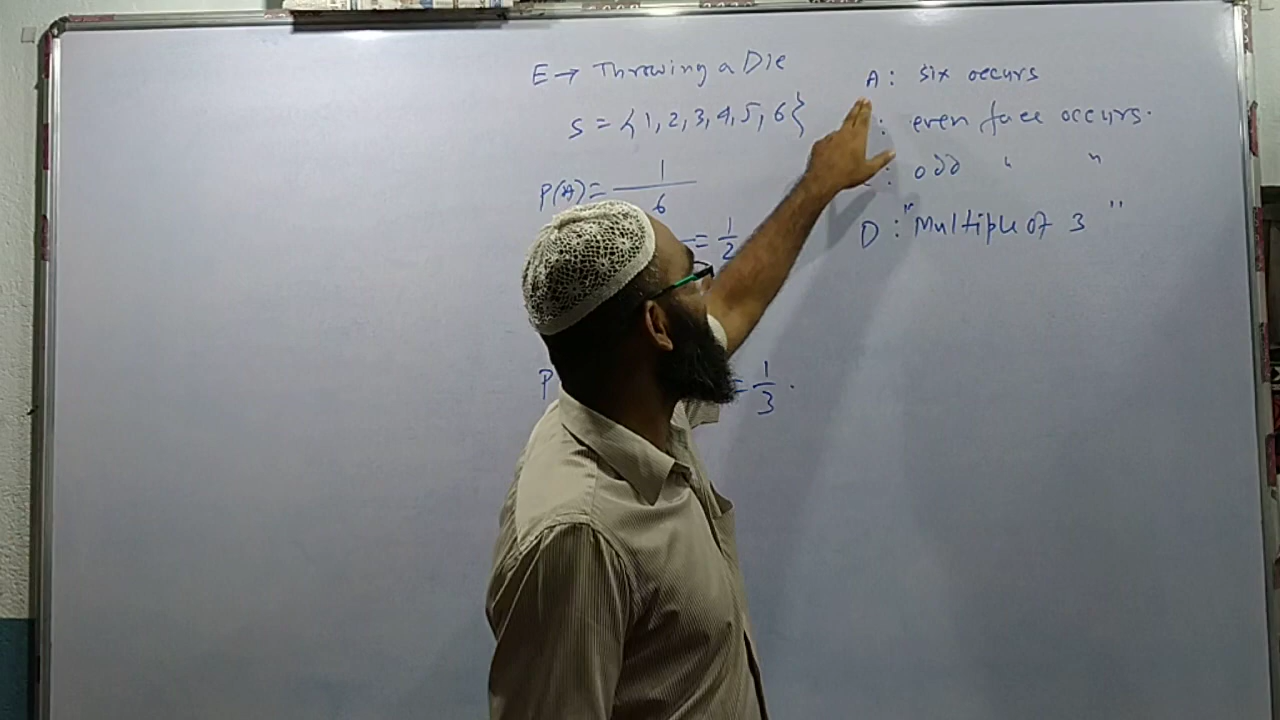 E → Throwing a Die
S = {1, 2, 3, 4, 5, 6}
P(A) = 1/6
= 1/2
P = 1/3.
A : six occurs
: even face occurs.
: odd " "
D : "Multiple of 3 "